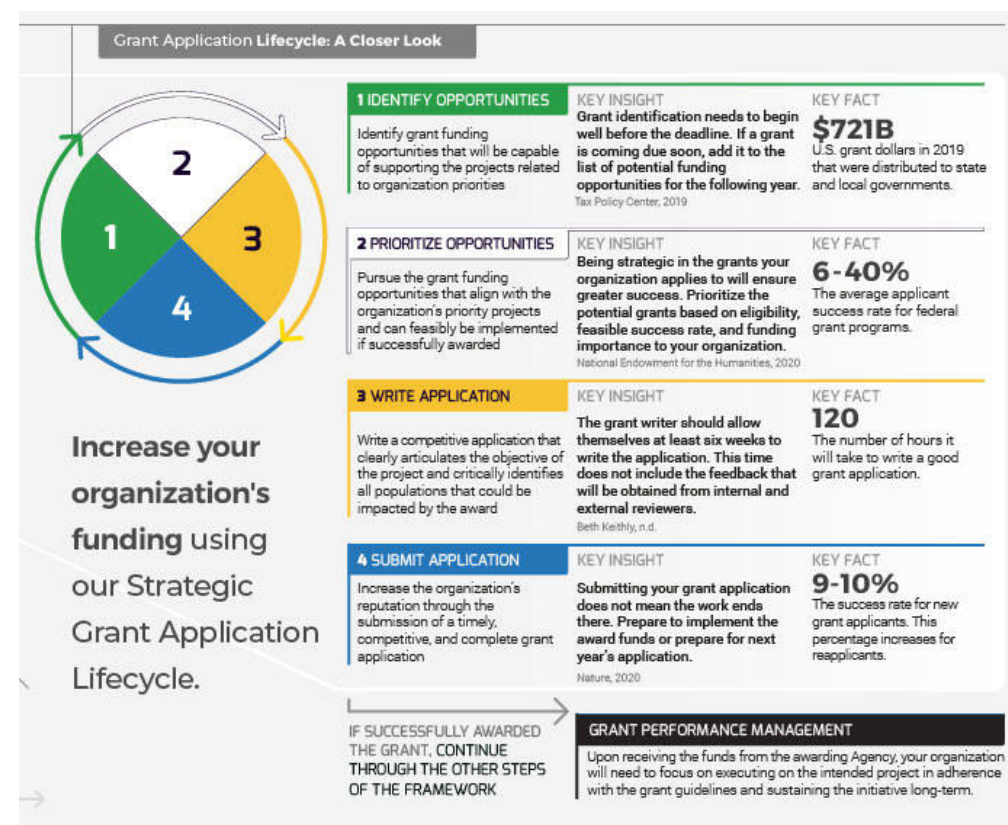 Grant Application Lifecycle: A Closer Look
2
1
3
4
Increase your
organization's
funding using
our Strategic
Grant Application
Lifecycle.
1 IDENTIFY OPPORTUNITIES
Identify grant funding
opportunities that will be capable
of supporting the projects related
to organization priorities
KEY INSIGHT
Grant identification needs to begin
well before the deadline. If a grant
is coming due soon, add it to the
list of potential funding
opportunities for the following year.
Tax Policy Center, 2019
KEY FACT
$721B
U.S. grant dollars in 2019
that were distributed to state
and local governments.
2 PRIORITIZE OPPORTUNITIES
Pursue the grant funding
opportunities that align with the
organization's priority projects
and can feasibly be implemented
if successfully awarded
KEY INSIGHT
Being strategic in the grants your
organization applies to will ensure
greater success. Prioritize the
potential grants based on eligibility,
feasible success rate, and funding
importance to your organization.
National Endowment for the Humanities, 2020
KEY FACT
6-40%
The average applicant
success rate for federal
grant programs.
3 WRITE APPLICATION
Write a competitive application that
clearly articulates the objective of
the project and critically identifies
all populations that could be
impacted by the award
KEY INSIGHT
The grant writer should allow
themselves at least six weeks to
write the application. This time
does not include the feedback that
will be obtained from internal and
external reviewers.
Beth Keithly, n.d.
KEY FACT
120
The number of hours it
will take to write a good
grant application.
4 SUBMIT APPLICATION
Increase the organization's
reputation through the
submission of a timely,
competitive, and complete grant
application
KEY INSIGHT
Submitting your grant application
does not mean the work ends
there. Prepare to implement the
award funds or prepare for next
year's application.
Nature, 2020
KEY FACT
9-10%
The success rate for new
grant applicants. This
percentage increases for
reapplicants.
IF SUCCESSFULLY AWARDED
THE GRANT, CONTINUE
THROUGH THE OTHER STEPS
OF THE FRAMEWORK
GRANT PERFORMANCE MANAGEMENT
Upon receiving the funds from the awarding Agency, your organization
will need to focus on executing on the intended project in adherence
with the grant guidelines and sustaining the initiative long-term.